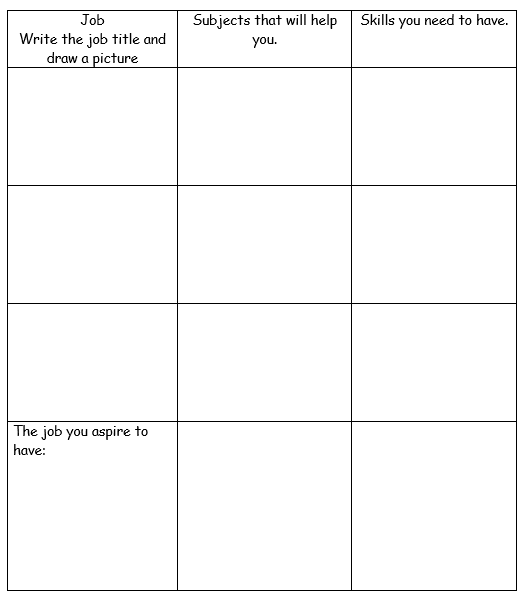 Job
Write the job title and
draw a picture
Subjects that will help
you.
Skills you need to have.
The job you aspire to
have: